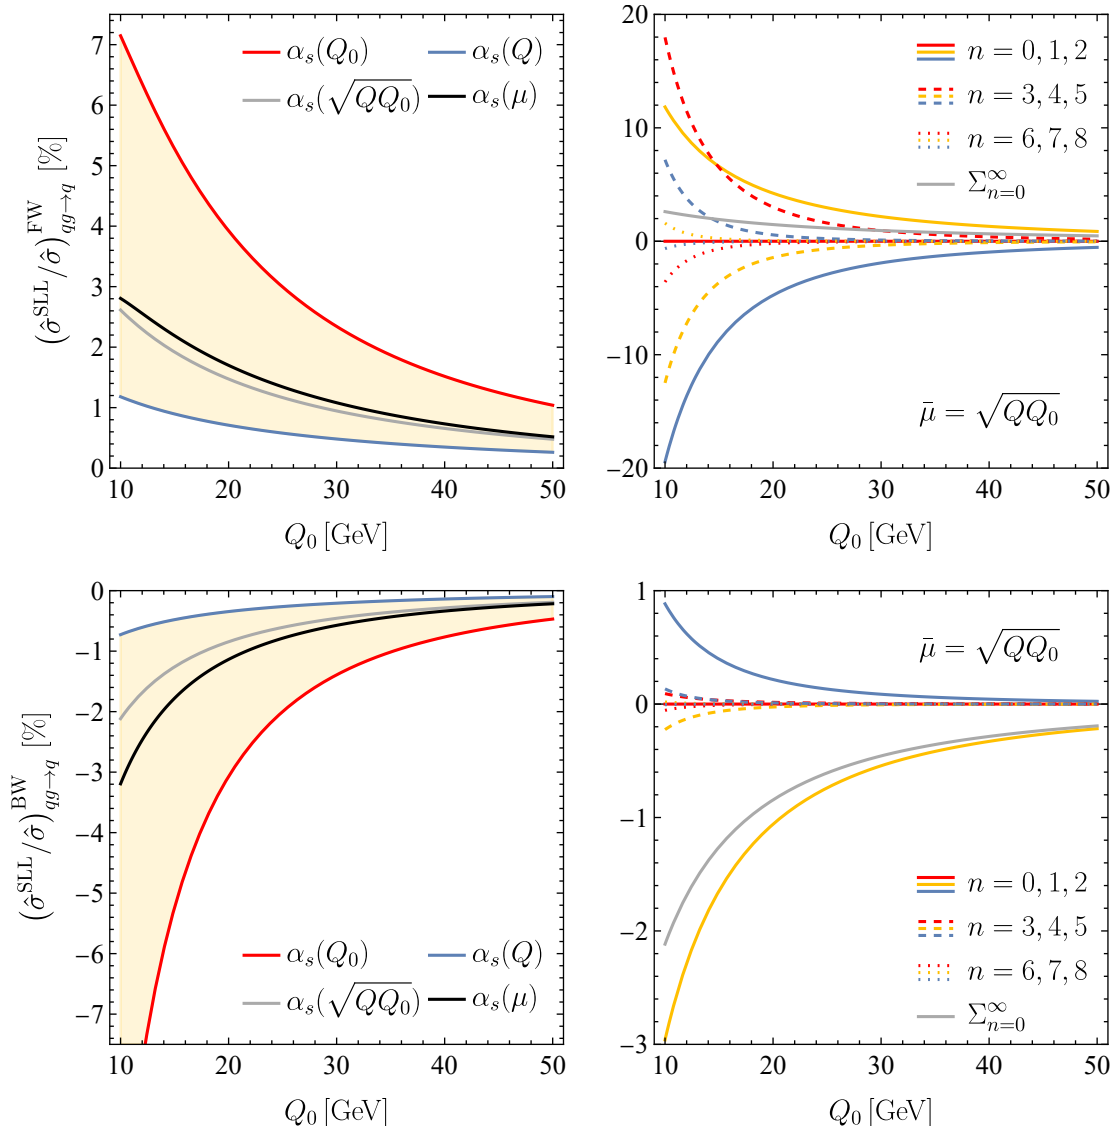 (σ̂^SLL/σ̂)^FW_qg→q [%]
7
6
5
4
3
2
1
0
α_s(Q_0) α_s(Q)
α_s(√QQ_0) α_s(μ)
10 20 30 40 50
Q_0 [GeV]
20
10
0
−10
−20
n = 0, 1, 2
n = 3, 4, 5
n = 6, 7, 8
Σ^∞_n=0
μ̄ = √QQ_0
10 20 30 40 50
Q_0 [GeV]
(σ̂^SLL/σ̂)^BW_qg→q [%]
0
−1
−2
−3
−4
−5
−6
−7
α_s(Q_0) α_s(Q)
α_s(√QQ_0) α_s(μ)
10 20 30 40 50
Q_0 [GeV]
1
0
−1
−2
−3
μ̄ = √QQ_0
n = 0, 1, 2
n = 3, 4, 5
n = 6, 7, 8
Σ^∞_n=0
10 20 30 40 50
Q_0 [GeV]